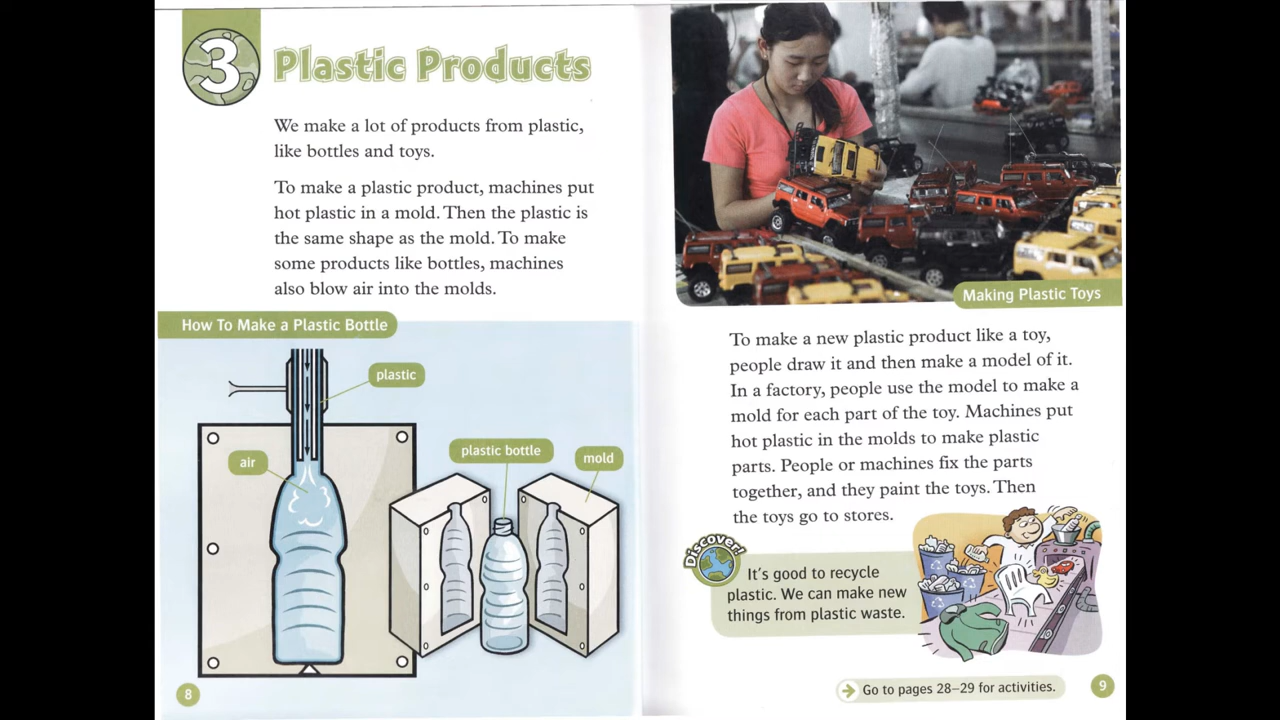 3 Plastic Products
We make a lot of products from plastic,
like bottles and toys.
To make a plastic product, machines put
hot plastic in a mold. Then the plastic is
the same shape as the mold. To make
some products like bottles, machines
also blow air into the molds.
How To Make a Plastic Bottle
plastic
air
plastic bottle
mold
8
Making Plastic Toys
To make a new plastic product like a toy,
people draw it and then make a model of it.
In a factory, people use the model to make a
mold for each part of the toy. Machines put
hot plastic in the molds to make plastic
parts. People or machines fix the parts
together, and they paint the toys. Then
the toys go to stores.
Discover!
It's good to recycle
plastic. We can make new
things from plastic waste.
Go to pages 28–29 for activities.
9